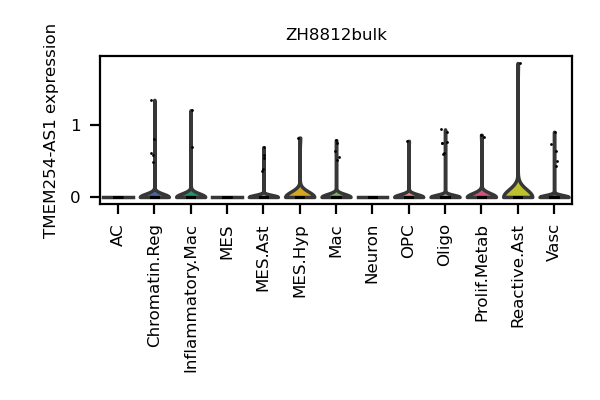 ZH8812bulk
TMEM254-AS1 expression
1
0
AC
Chromatin.Reg
Inflammatory.Mac
MES
MES.Ast
MES.Hyp
Mac
Neuron
OPC
Oligo
Prolif.Metab
Reactive.Ast
Vasc